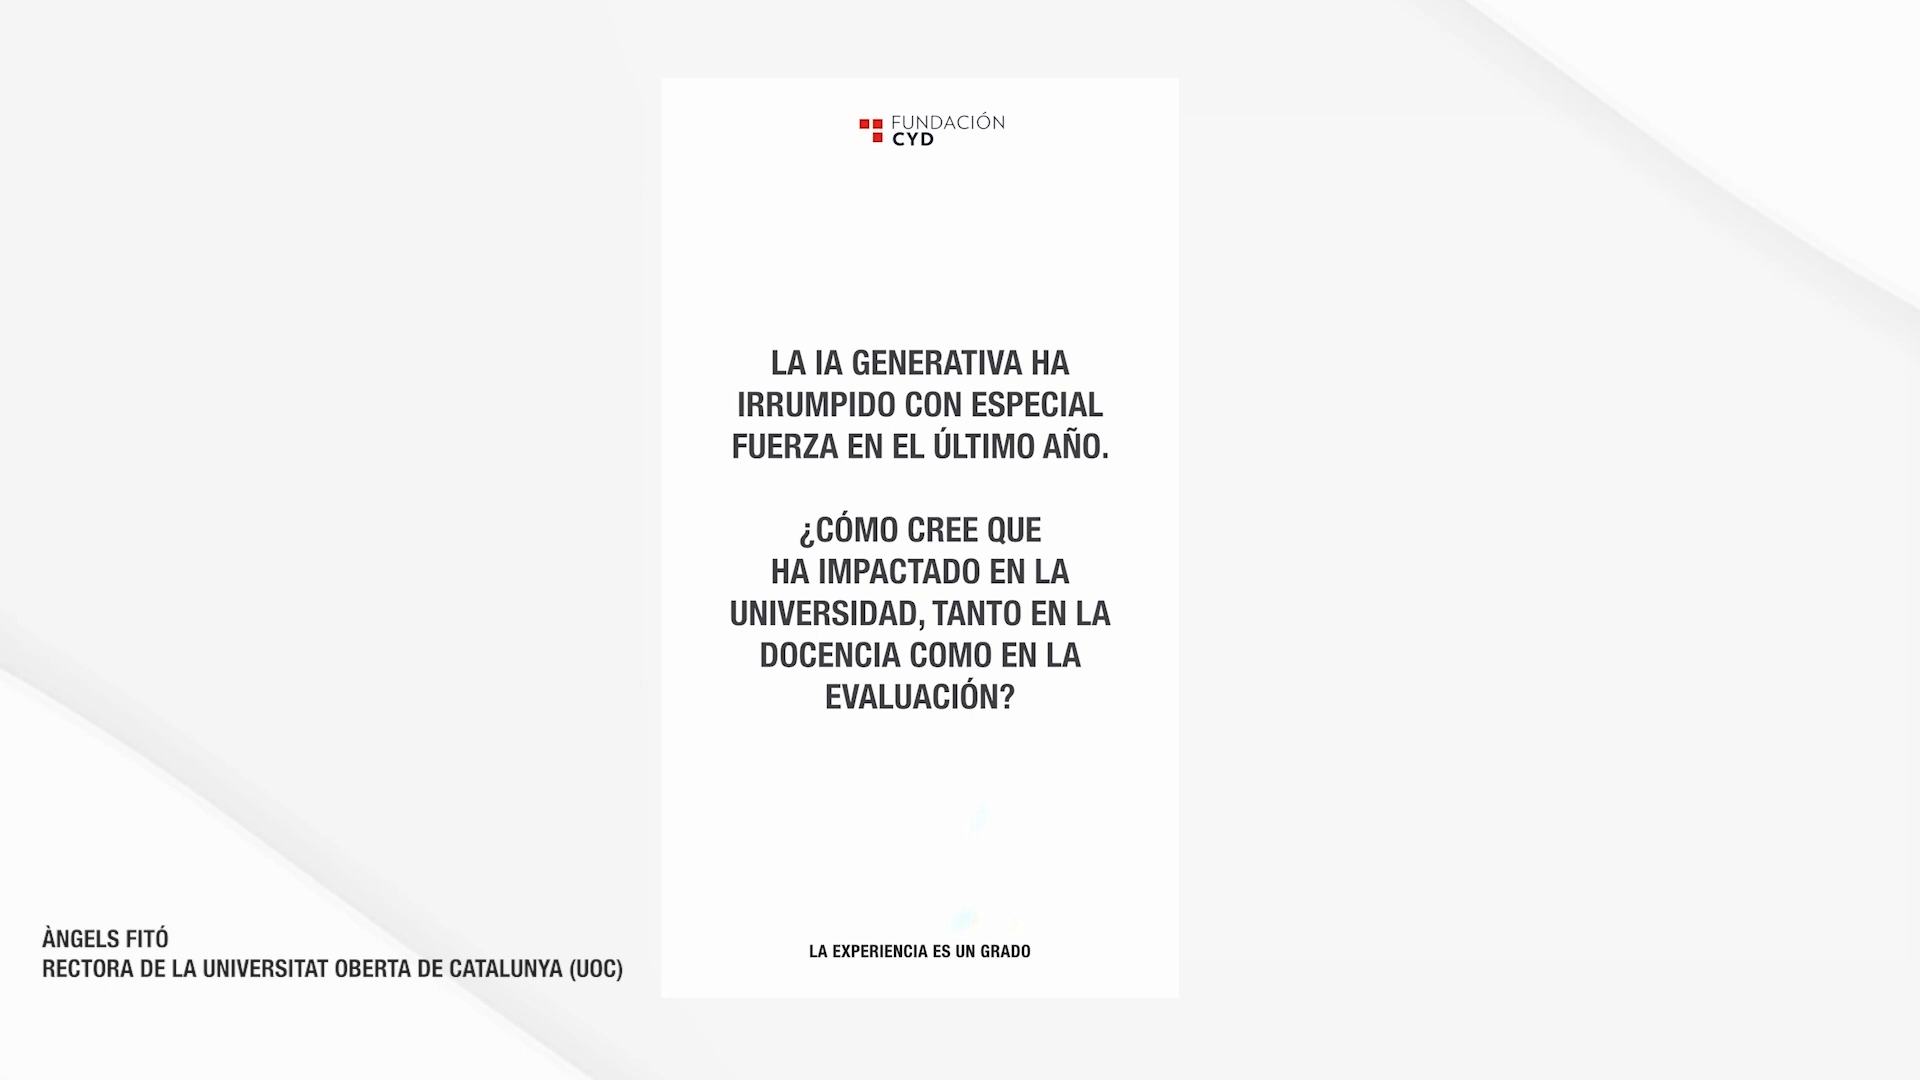 FUNDACIÓN
CYD
LA IA GENERATIVA HA
IRRUMPIDO CON ESPECIAL
FUERZA EN EL ÚLTIMO AÑO.
¿CÓMO CREE QUE
HA IMPACTADO EN LA
UNIVERSIDAD, TANTO EN LA
DOCENCIA COMO EN LA
EVALUACIÓN?
LA EXPERIENCIA ES UN GRADO
ÀNGELS FITÓ
RECTORA DE LA UNIVERSITAT OBERTA DE CATALUNYA (UOC)